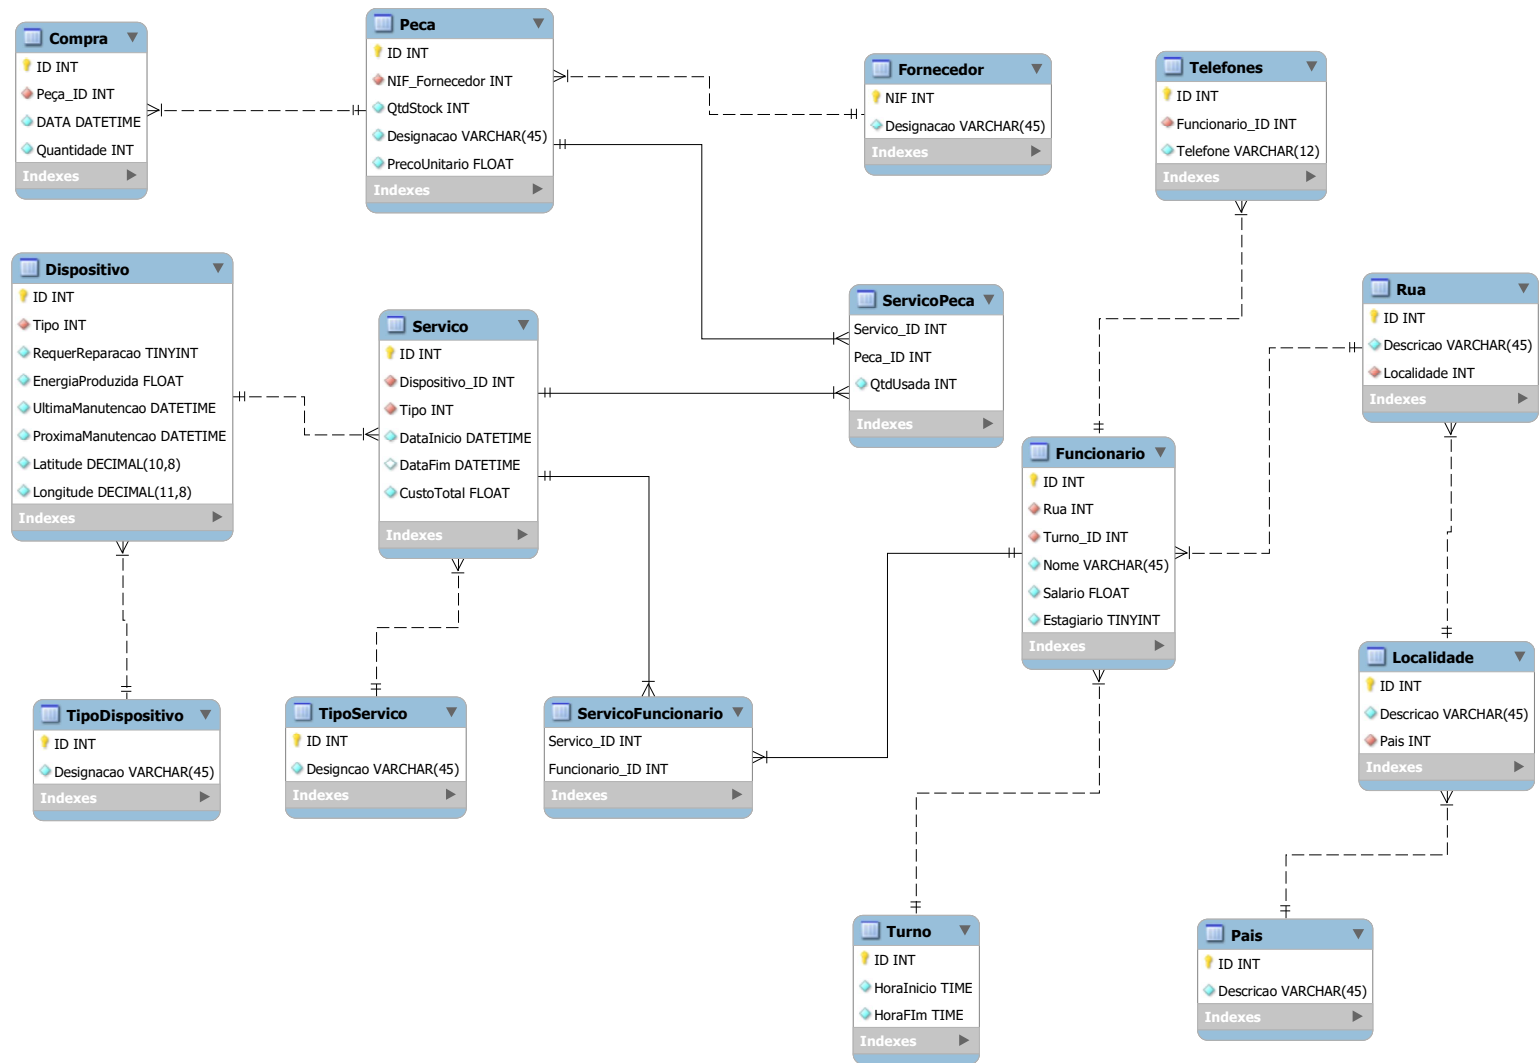 Compra
ID INT
Peça_ID INT
DATA DATETIME
Quantidade INT
Indexes
Peca
ID INT
NIF_Fornecedor INT
QtdStock INT
Designacao VARCHAR(45)
PrecoUnitario FLOAT
Indexes
Fornecedor
NIF INT
Designacao VARCHAR(45)
Indexes
Telefones
ID INT
Funcionario_ID INT
Telefone VARCHAR(12)
Indexes
Dispositivo
ID INT
Tipo INT
RequerReparacao TINYINT
EnergiaProduzida FLOAT
UltimaManutencao DATETIME
ProximaManutencao DATETIME
Latitude DECIMAL(10,8)
Longitude DECIMAL(11,8)
Indexes
Servico
ID INT
Dispositivo_ID INT
Tipo INT
DataInicio DATETIME
DataFim DATETIME
CustoTotal FLOAT
Indexes
ServicoPeca
Servico_ID INT
Peca_ID INT
QtdUsada INT
Indexes
Rua
ID INT
Descricao VARCHAR(45)
Localidade INT
Indexes
Funcionario
ID INT
Rua INT
Turno_ID INT
Nome VARCHAR(45)
Salario FLOAT
Estagiario TINYINT
Indexes
Localidade
ID INT
Descricao VARCHAR(45)
Pais INT
Indexes
TipoDispositivo
ID INT
Designacao VARCHAR(45)
Indexes
TipoServico
ID INT
Designcao VARCHAR(45)
Indexes
ServicoFuncionario
Servico_ID INT
Funcionario_ID INT
Indexes
Turno
ID INT
HoraInicio TIME
HoraFIm TIME
Indexes
Pais
ID INT
Descricao VARCHAR(45)
Indexes